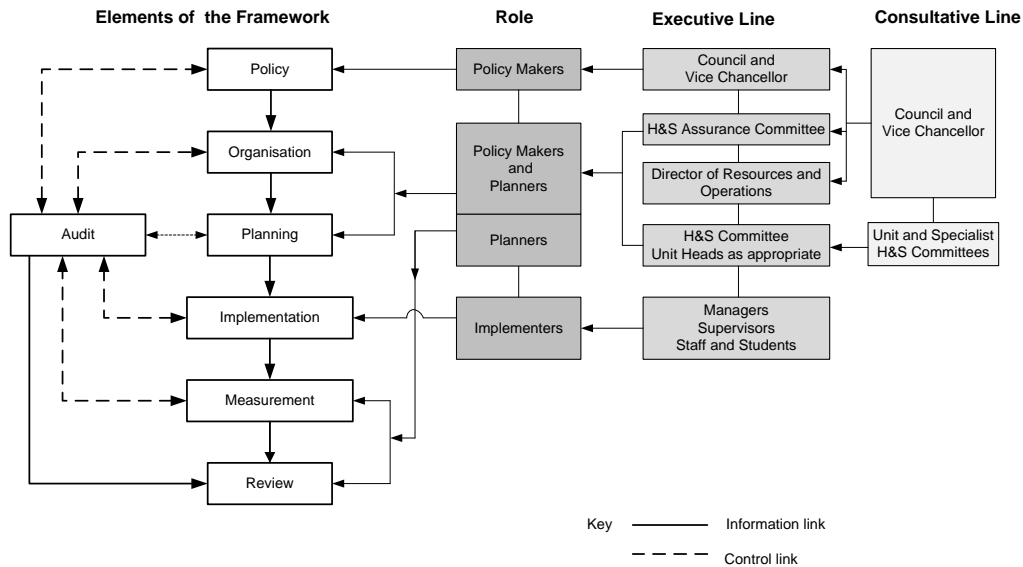 Elements of the Framework
Role
Executive Line
Consultative Line
Policy
Policy Makers
Council and
Vice Chancellor
Council and
Vice Chancellor
H&S Assurance Committee
Organisation
Policy Makers
and
Planners
Director of Resources and
Operations
Audit
Planning
Planners
H&S Committee
Unit Heads as appropriate
Unit and Specialist
H&S Committees
Implementation
Implementers
Managers
Supervisors
Staff and Students
Measurement
Review
Key
Information link
Control link